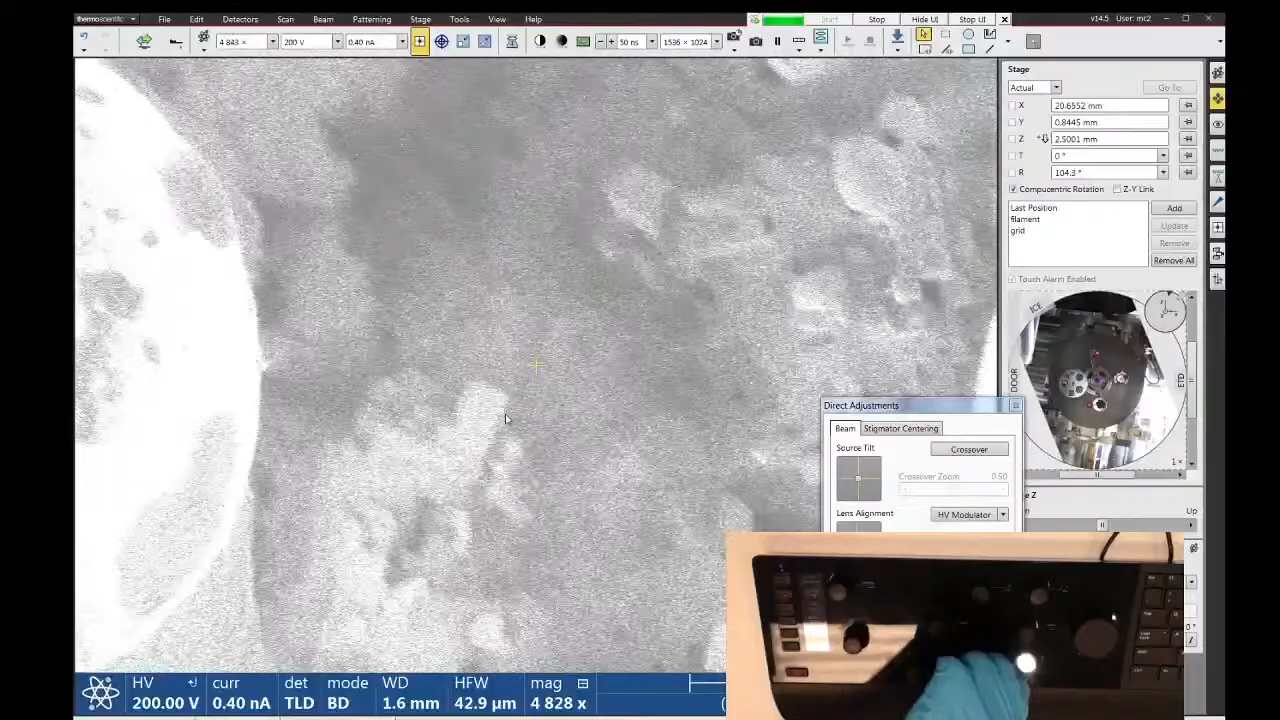 thermoscientific
File Edit Detectors Scan Beam Patterning Stage Tools View Help
Start Stop Hide UI Stop UI
v14.5 User: mc2
4 843 × 200 V 0.40 nA 50 ns 1536 × 1024
Stage
Actual Go To
X 20.6552 mm
Y 0.8445 mm
Z 2.5001 mm
T 0 °
R 104.3 °
Compucentric Rotation Z-Y Link
Last Position Add
filament Update
grid Remove
Remove All
Touch Alarm Enabled
ICE
DOOR
ETD
1 ×
Z
Up
Direct Adjustments
Beam Stigmator Centering
Source Tilt Crossover
Crossover Zoom 0.50
Lens Alignment HV Modulator
HV curr det mode WD HFW mag
200.00 V 0.40 nA TLD BD 1.6 mm 42.9 µm 4 828 x